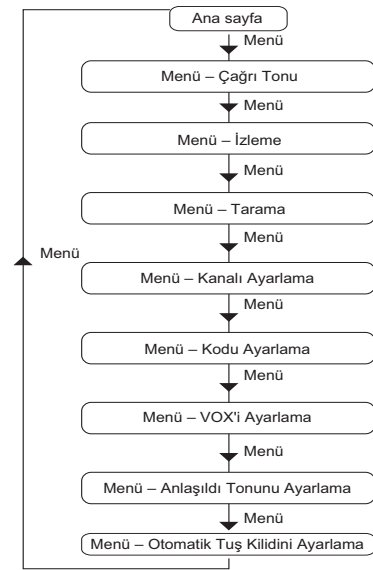 Ana sayfa
Menü
Menü – Çağrı Tonu
Menü
Menü – İzleme
Menü
Menü – Tarama
Menü
Menü
Menü – Kanalı Ayarlama
Menü
Menü – Kodu Ayarlama
Menü
Menü – VOX'i Ayarlama
Menü
Menü – Anlaşıldı Tonunu Ayarlama
Menü
Menü – Otomatik Tuş Kilidini Ayarlama